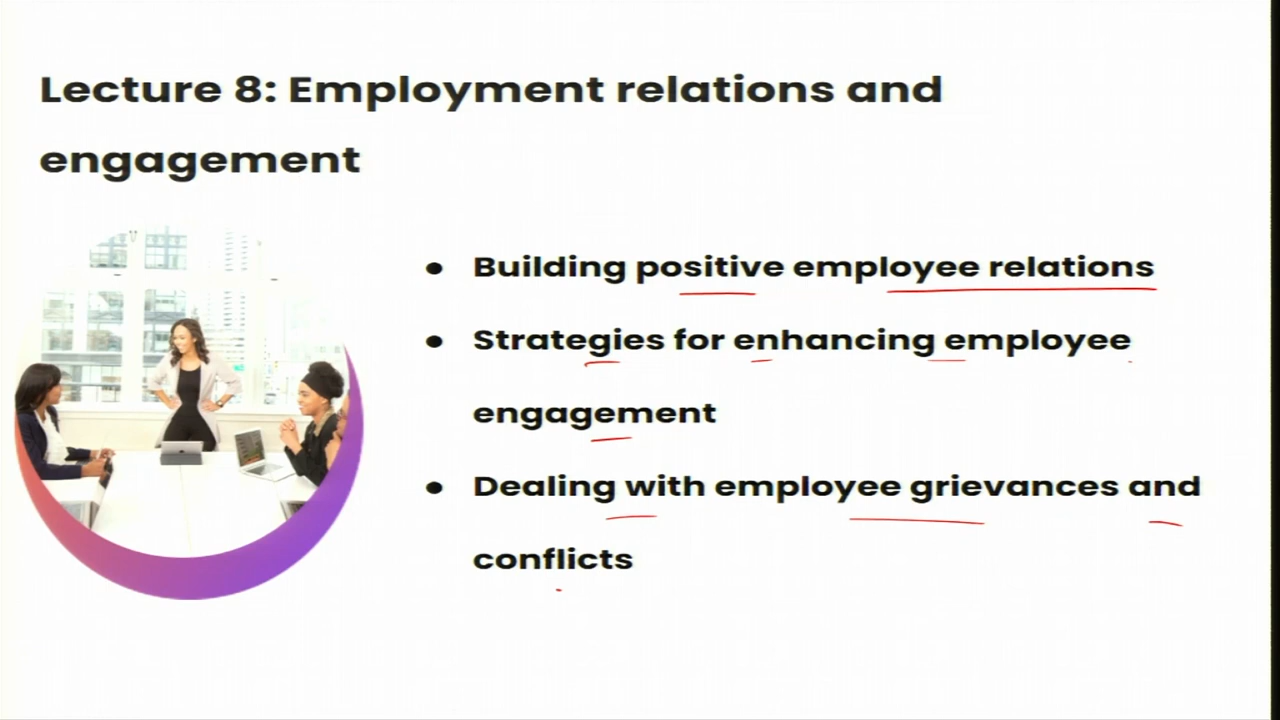 Lecture 8: Employment relations and
engagement
● Building positive employee relations
● Strategies for enhancing employee
engagement
● Dealing with employee grievances and
conflicts